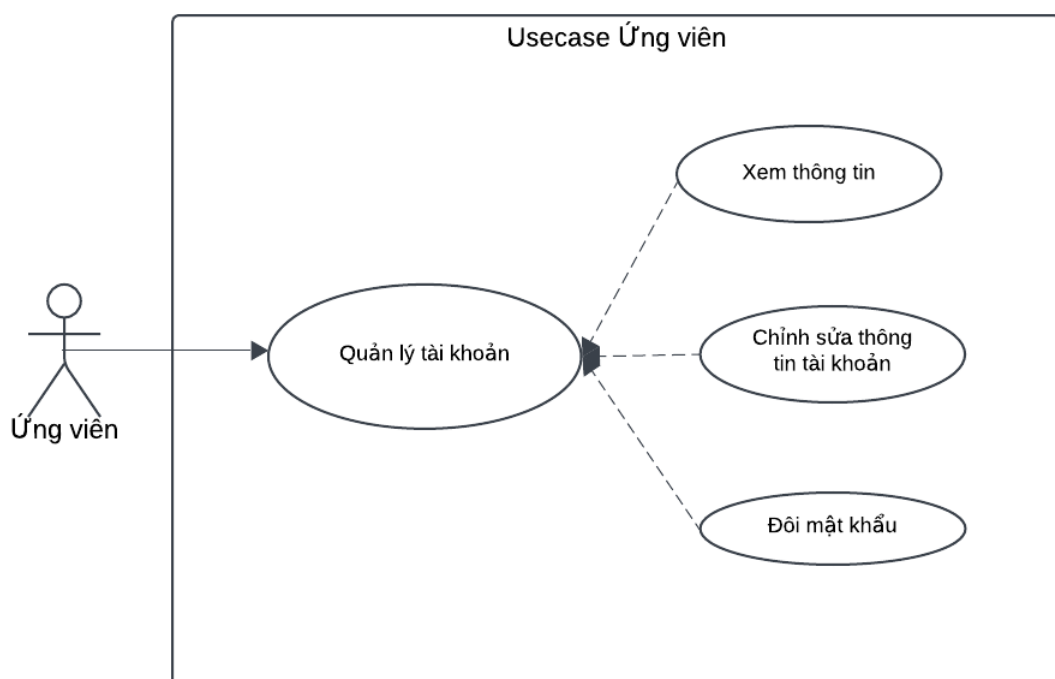 Usecase Ứng viên
Xem thông tin
Quản lý tài khoản
Chỉnh sửa thông
tin tài khoản
Ứng viên
Đôi mật khẩu